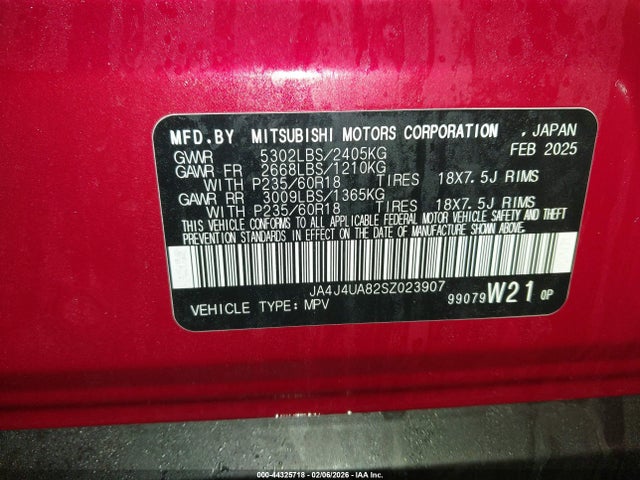 MFD.BY MITSUBISHI MOTORS CORPORATION , JAPAN
GVWR 5302LBS/2405KG FEB 2025
GAWR FR 2668LBS/1210KG
WITH P235/60R18 TIRES 18X7.5J RIMS
GAWR RR 3009LBS/1365KG
WITH P235/60R18 TIRES 18X7.5J RIMS
THIS VEHICLE CONFORMS TO ALL APPLICABLE FEDERAL MOTOR VEHICLE SAFETY AND THEFT
PREVENTION STANDARDS IN EFFECT ON THE DATE OF MANUFACTURE SHOWN ABOVE.
JA4J4UA82SZ023907
VEHICLE TYPE: MPV 99079 W21 QP
000-44325718 - 02/06/2026 - IAA Inc.